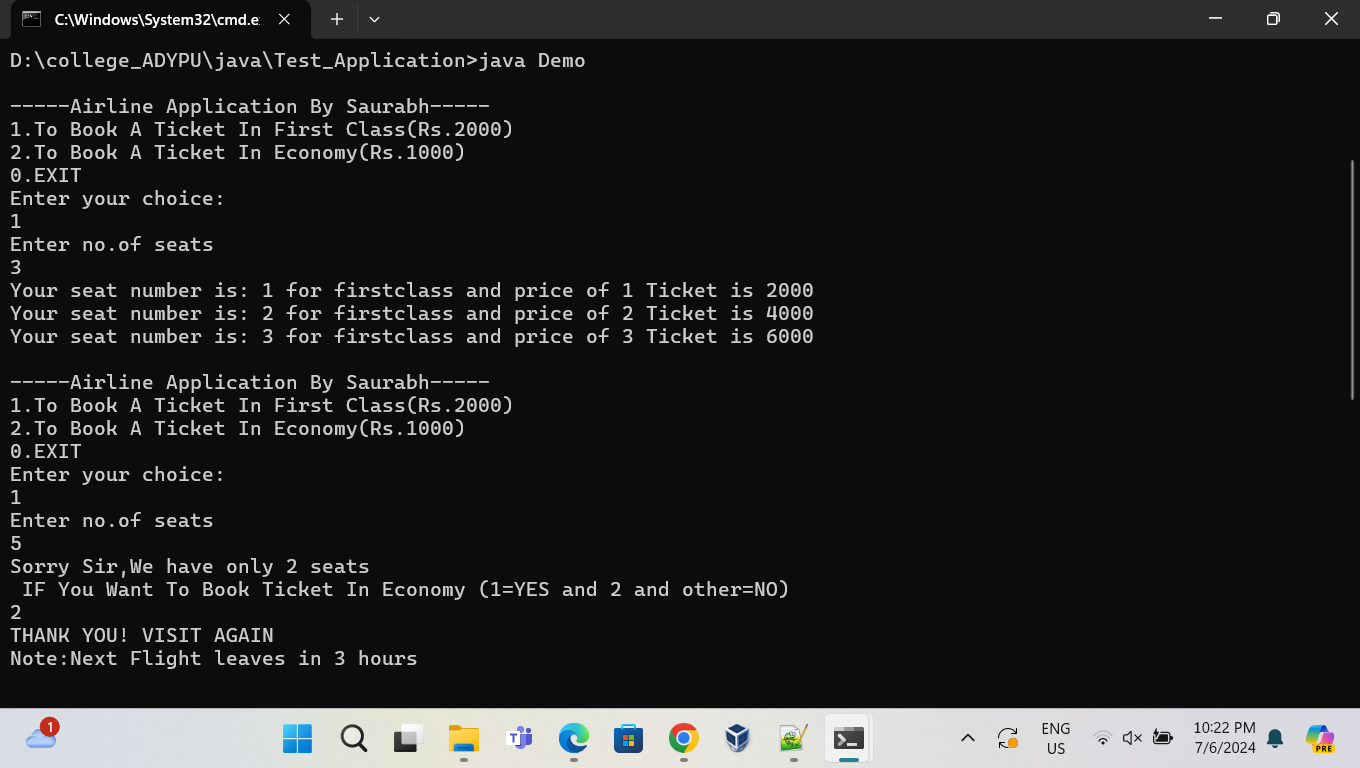 C:\Windows\System32\cmd.e
D:\college_ADYPU\java\Test_Application>java Demo
-----Airline Application By Saurabh-----
1.To Book A Ticket In First Class(Rs.2000)
2.To Book A Ticket In Economy(Rs.1000)
0.EXIT
Enter your choice:
1
Enter no.of seats
3
Your seat number is: 1 for firstclass and price of 1 Ticket is 2000
Your seat number is: 2 for firstclass and price of 2 Ticket is 4000
Your seat number is: 3 for firstclass and price of 3 Ticket is 6000
-----Airline Application By Saurabh-----
1.To Book A Ticket In First Class(Rs.2000)
2.To Book A Ticket In Economy(Rs.1000)
0.EXIT
Enter your choice:
1
Enter no.of seats
5
Sorry Sir,We have only 2 seats
 IF You Want To Book Ticket In Economy (1=YES and 2 and other=NO)
2
THANK YOU! VISIT AGAIN
Note:Next Flight leaves in 3 hours
1
T
ENG
US
10:22 PM
7/6/2024
PRE